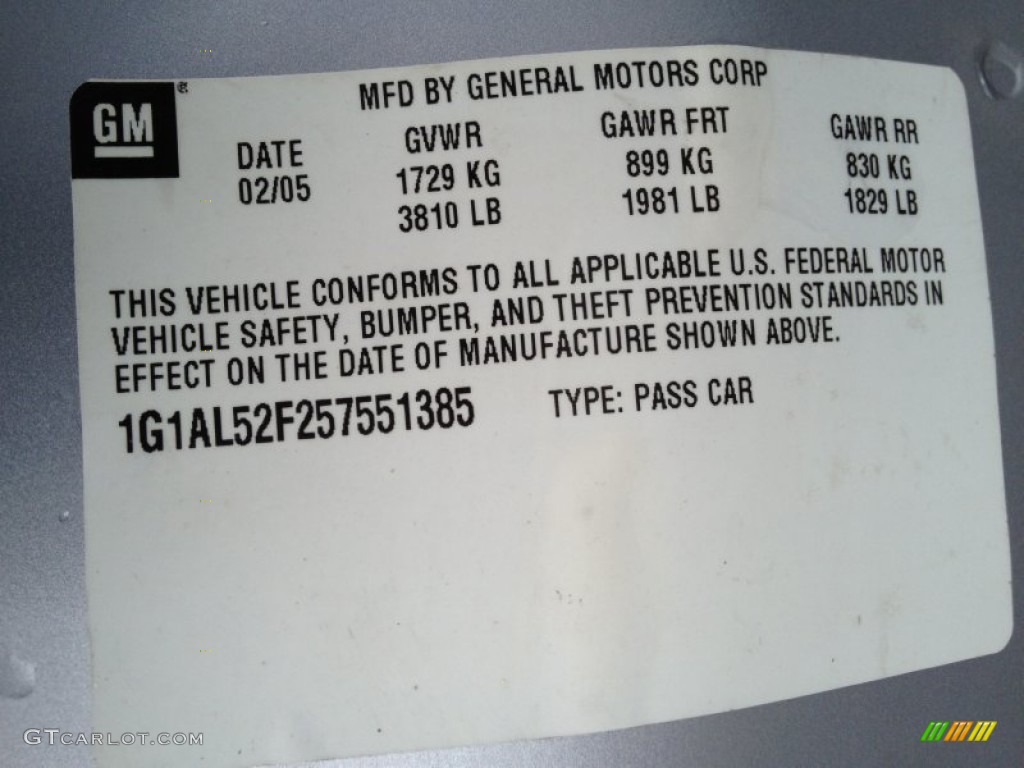 GM®
MFD BY GENERAL MOTORS CORP
DATE GVWR GAWR FRT GAWR RR
02/05 1729 KG 899 KG 830 KG
3810 LB 1981 LB 1829 LB
THIS VEHICLE CONFORMS TO ALL APPLICABLE U.S. FEDERAL MOTOR
VEHICLE SAFETY, BUMPER, AND THEFT PREVENTION STANDARDS IN
EFFECT ON THE DATE OF MANUFACTURE SHOWN ABOVE.
1G1AL52F257551385 TYPE: PASS CAR
GTCARLOT.COM